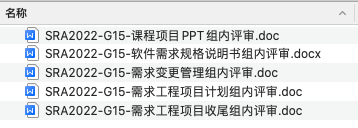 名称
SRA2022-G15-课程项目PPT组内评审.doc
SRA2022-G15-软件需求规格说明书组内评审.docx
SRA2022-G15-需求变更管理组内评审.doc
SRA2022-G15-需求工程项目计划组内评审.doc
SRA2022-G15-需求工程项目收尾组内评审.doc